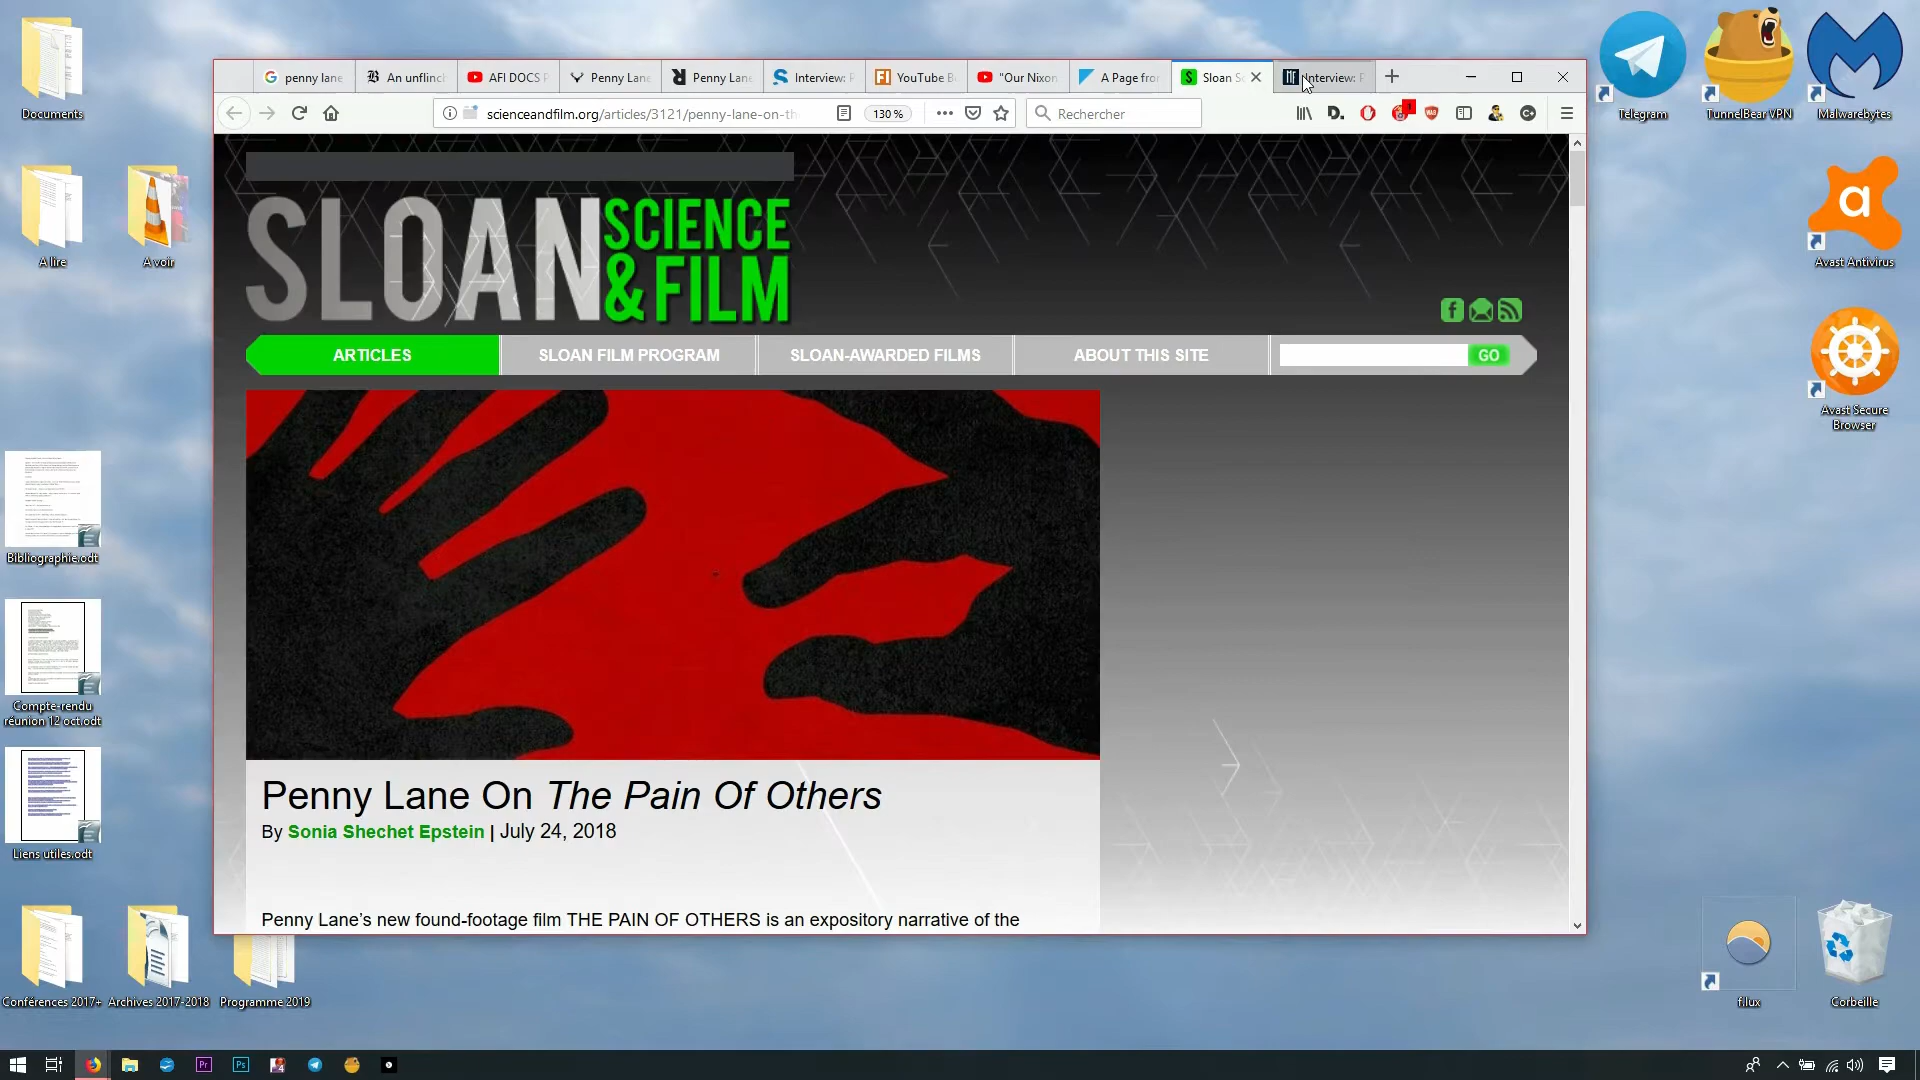 penny lane
An unflinc
AFI DOCS P
Penny Lane
Penny Lane
Interview: P
YouTube B
"Our Nixon
A Page from
Sloan S
Interview: P
scienceandfilm.org/articles/3121/penny-lane-on-th
130 %
Rechercher
SLOAN SCIENCE
& FILM
ARTICLES
SLOAN FILM PROGRAM
SLOAN-AWARDED FILMS
ABOUT THIS SITE
GO
Penny Lane On The Pain Of Others
By Sonia Shechet Epstein | July 24, 2018
Penny Lane's new found-footage film THE PAIN OF OTHERS is an expository narrative of the
Documents
A lire
A voir
Bibliographie.odt
Compte-rendu
réunion 12 oct.odt
Liens utiles.odt
Conférences 2017+
Archives 2017-2018
Programme 2019
Telegram
TunnelBear VPN
Malwarebytes
Avast Antivirus
Avast Secure
Browser
f.lux
Corbeille